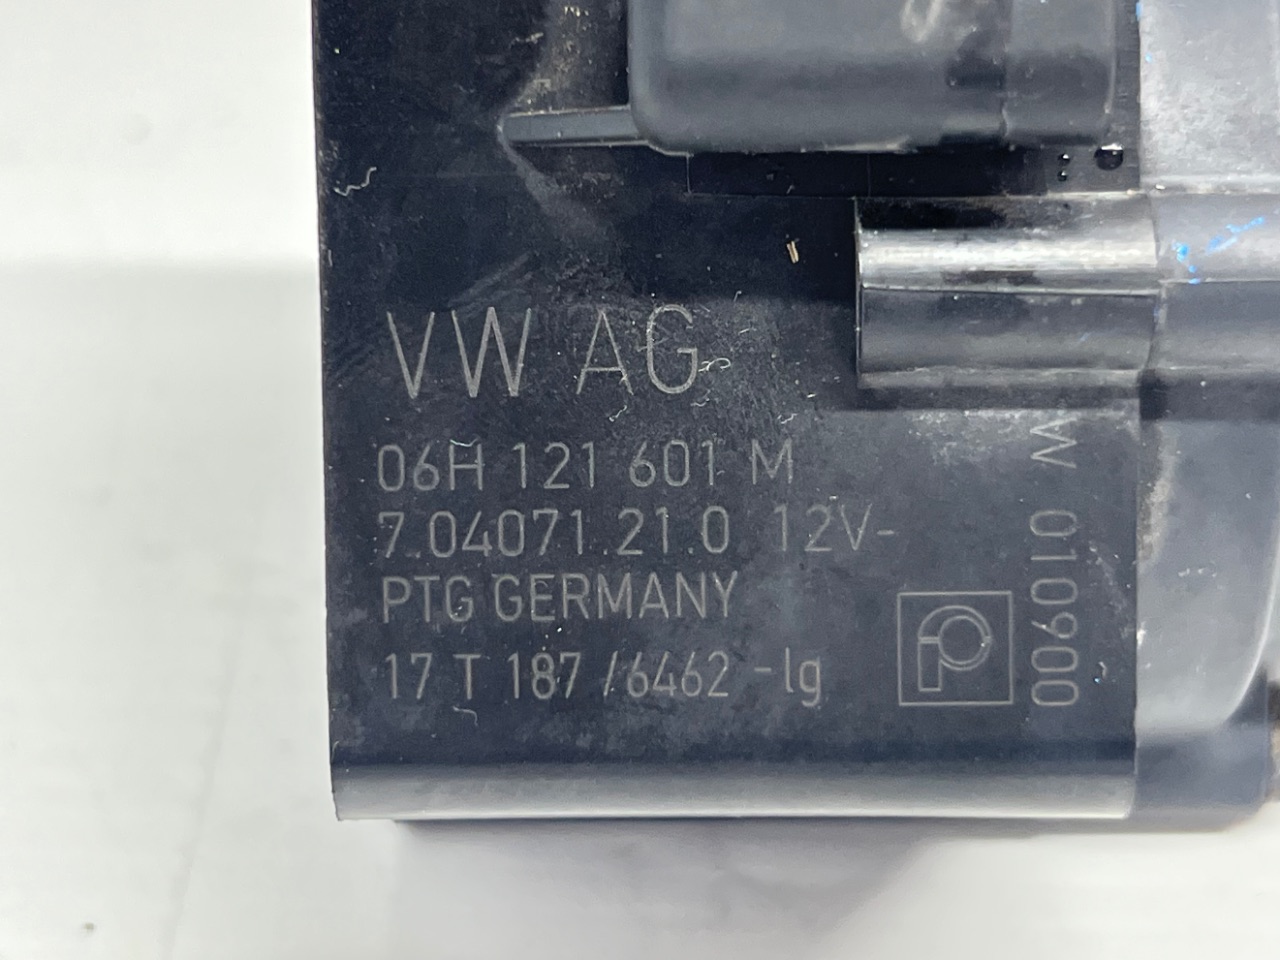 VW AG
06H 121 601 M
7.04071.21.0 12V-
PTG GERMANY
17 T 187 /6462 -lg
W 010900